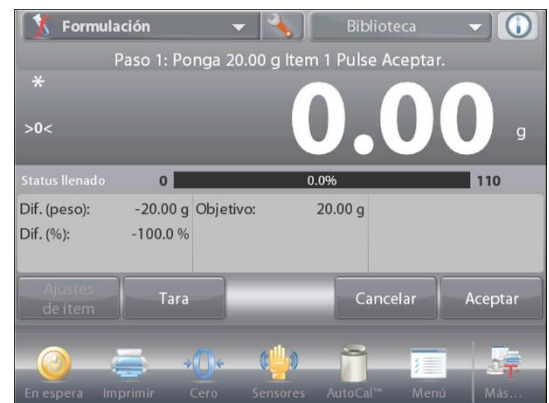 Formulación
Biblioteca
Paso 1: Ponga 20.00 g Item 1 Pulse Aceptar.
*
>0<
0.00 g
Status llenado 0 0.0% 110
Dif. (peso): -20.00 g Objetivo: 20.00 g
Dif. (%): -100.0 %
Ajustes
de ítem
Tara
Cancelar
Aceptar
En espera Imprimir Cero Sensores AutoCal™ Menú Más...